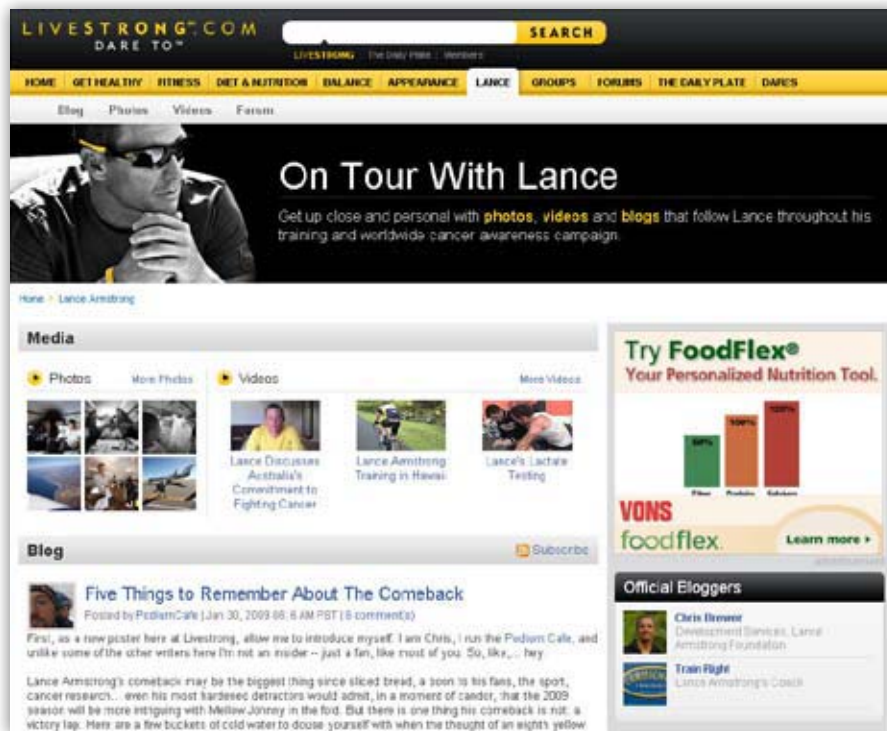 LIVESTRONG™.COM
DARE TO™
SEARCH
LIVESTRONG The Daily Plate Members
HOME GET HEALTHY FITNESS DIET & NUTRITION BALANCE APPEARANCE LANCE GROUPS FORUMS THE DAILY PLATE DARES
Blog Photos Videos Forum
On Tour With Lance
Get up close and personal with photos, videos and blogs that follow Lance throughout his
training and worldwide cancer awareness campaign.
Home > Lance Armstrong
Media
Photos More Photos
Videos More Videos
Lance Discusses
Australia's
Commitment to
Fighting Cancer
Lance Armstrong
Training in Hawaii
Lance's Lactate
Testing
Blog
Subscribe
Five Things to Remember About The Comeback
Posted by PodiumCafe | Jan 30, 2009 PST | 6 comment(s)
First, as a new poster here at Livestrong, allow me to introduce myself. I am Chris, I run the Podium Cafe, and
unlike some of the other writers here I'm not an insider -- just a fan, like most of you. So, like,... hey.
Lance Armstrong's comeback may be the biggest thing since sliced bread, a boon to his fans, the sport,
cancer research... even his most hardened detractors would admit, in a moment of candor, that the 2009
season will be more intriguing with Mellow Johnny in the fold. But there is one thing his comeback is not: a
victory lap. Here are a few buckets of cold water to douse yourself with when the thought of an eighth yellow
Try FoodFlex®
Your Personalized Nutrition Tool.
100%
VONS
foodflex.
Learn more
advertisement
Official Bloggers
Chris Brewer
Development Services, Lance
Armstrong Foundation
Train Right
Lance Armstrong's Coach